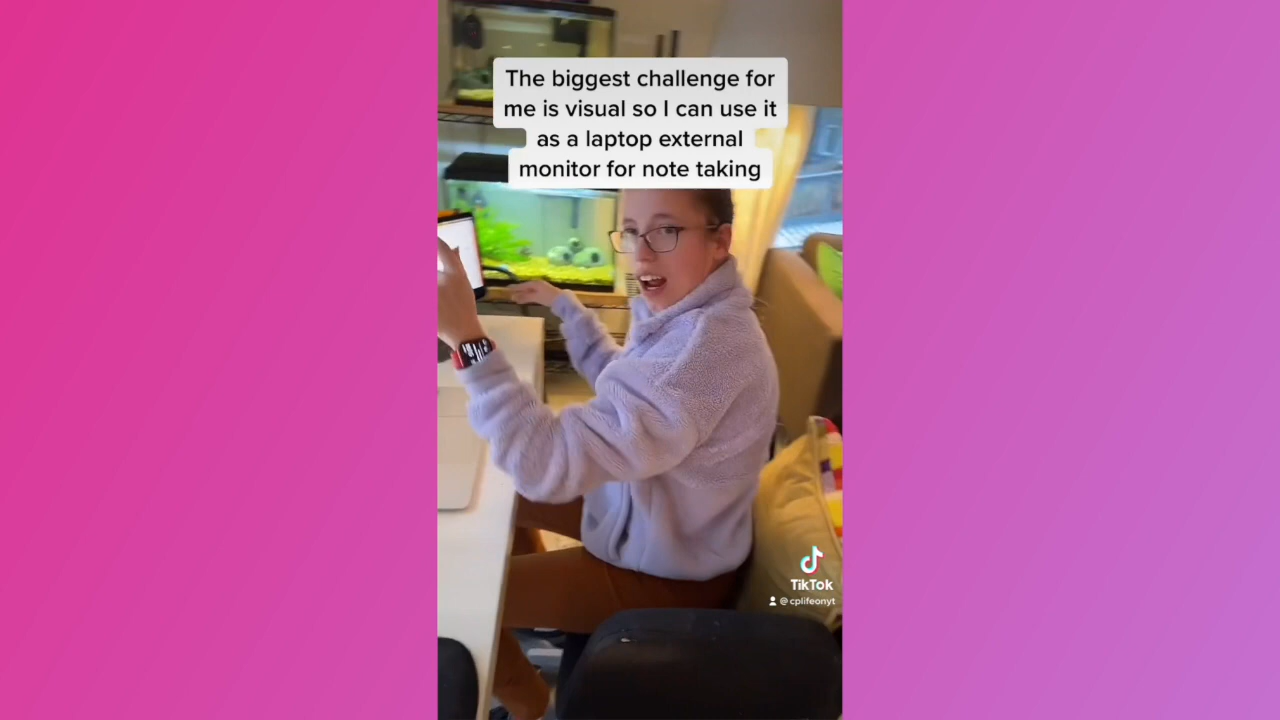 The biggest challenge for
me is visual so I can use it
as a laptop external
monitor for note taking
TikTok
@cplifeonyt